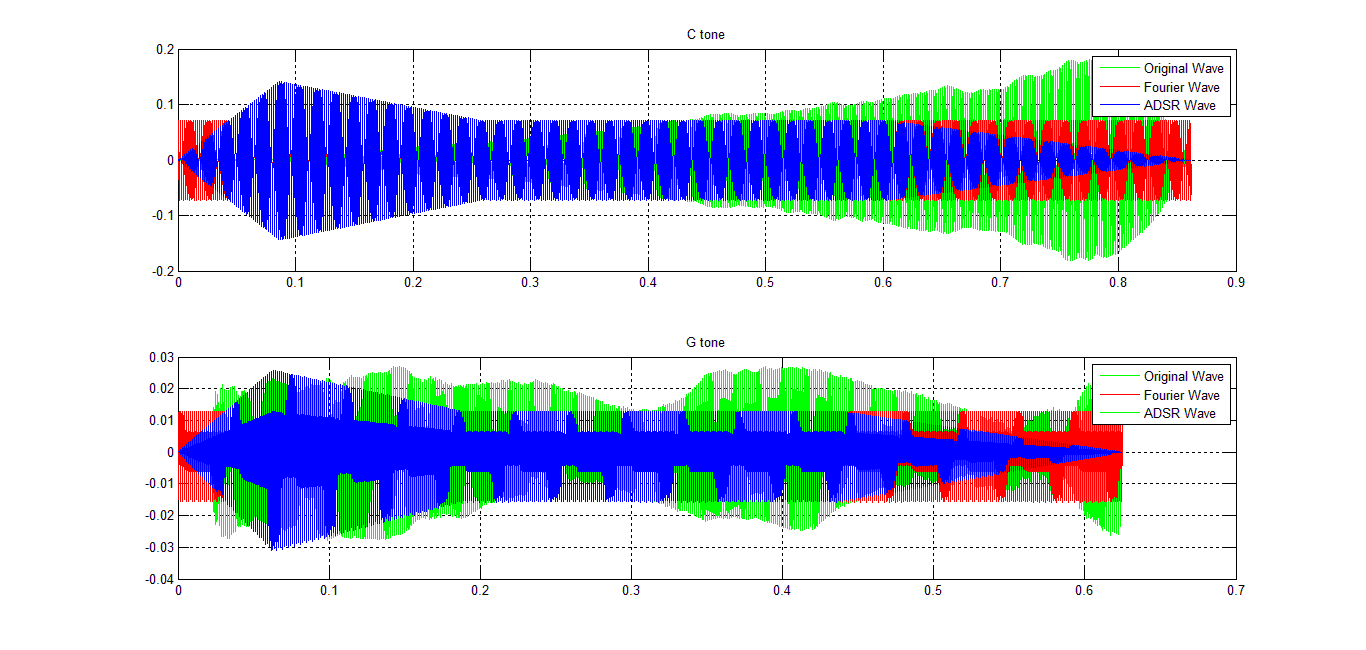 C tone
0.2
0.1
0
-0.1
-0.2
Original Wave
Fourier Wave
ADSR Wave
0 0.1 0.2 0.3 0.4 0.5 0.6 0.7 0.8 0.9
G tone
0.03
0.02
0.01
0
-0.01
-0.02
-0.03
-0.04
Original Wave
Fourier Wave
ADSR Wave
0 0.1 0.2 0.3 0.4 0.5 0.6 0.7